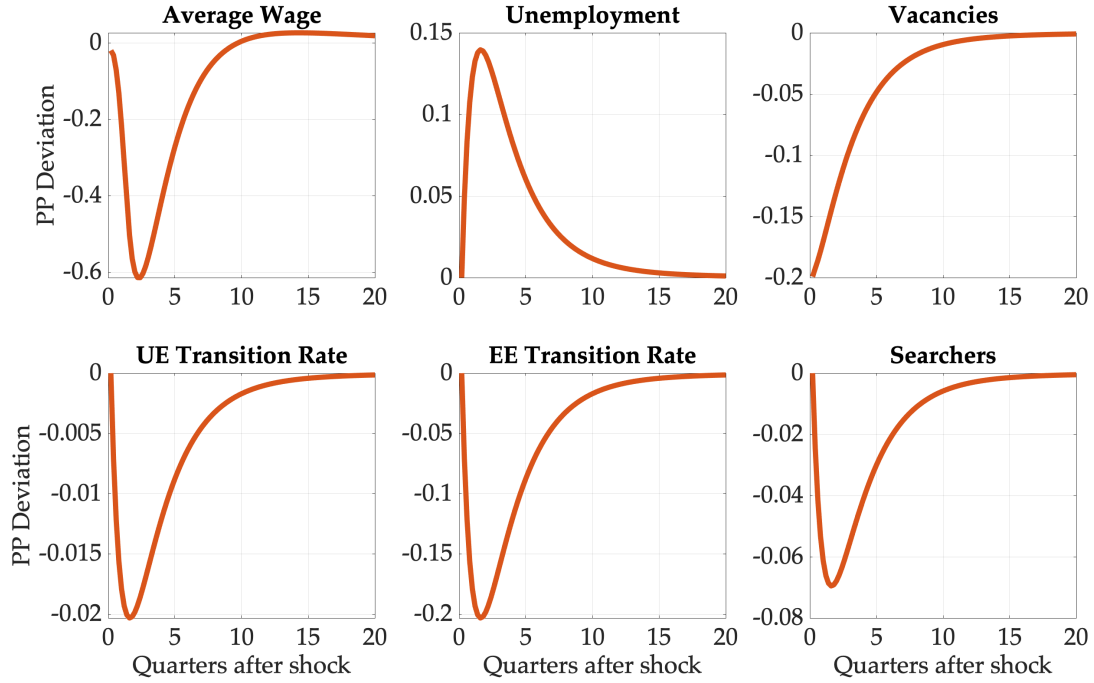 Average Wage
PP Deviation
0
-0.2
-0.4
-0.6
0 5 10 15 20
Unemployment
0.15
0.1
0.05
0
0 5 10 15 20
Vacancies
0
-0.05
-0.1
-0.15
-0.2
0 5 10 15 20
UE Transition Rate
PP Deviation
0
-0.005
-0.01
-0.015
-0.02
0 5 10 15 20
Quarters after shock
EE Transition Rate
0
-0.05
-0.1
-0.15
-0.2
0 5 10 15 20
Quarters after shock
Searchers
0
-0.02
-0.04
-0.06
-0.08
0 5 10 15 20
Quarters after shock